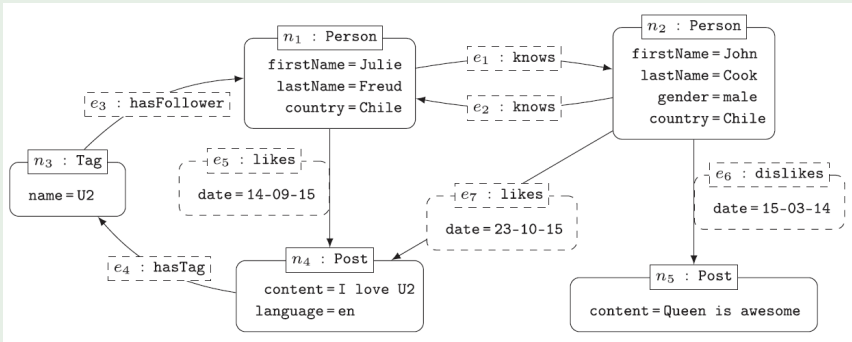 n₁ : Person
firstName = Julie
lastName = Freud
country = Chile
n₂ : Person
firstName = John
lastName = Cook
gender = male
country = Chile
e₁ : knows
e₂ : knows
e₃ : hasFollower
n₃ : Tag
name = U2
e₅ : likes
date = 14-09-15
e₇ : likes
date = 23-10-15
e₆ : dislikes
date = 15-03-14
e₄ : hasTag
n₄ : Post
content = I love U2
language = en
n₅ : Post
content = Queen is awesome